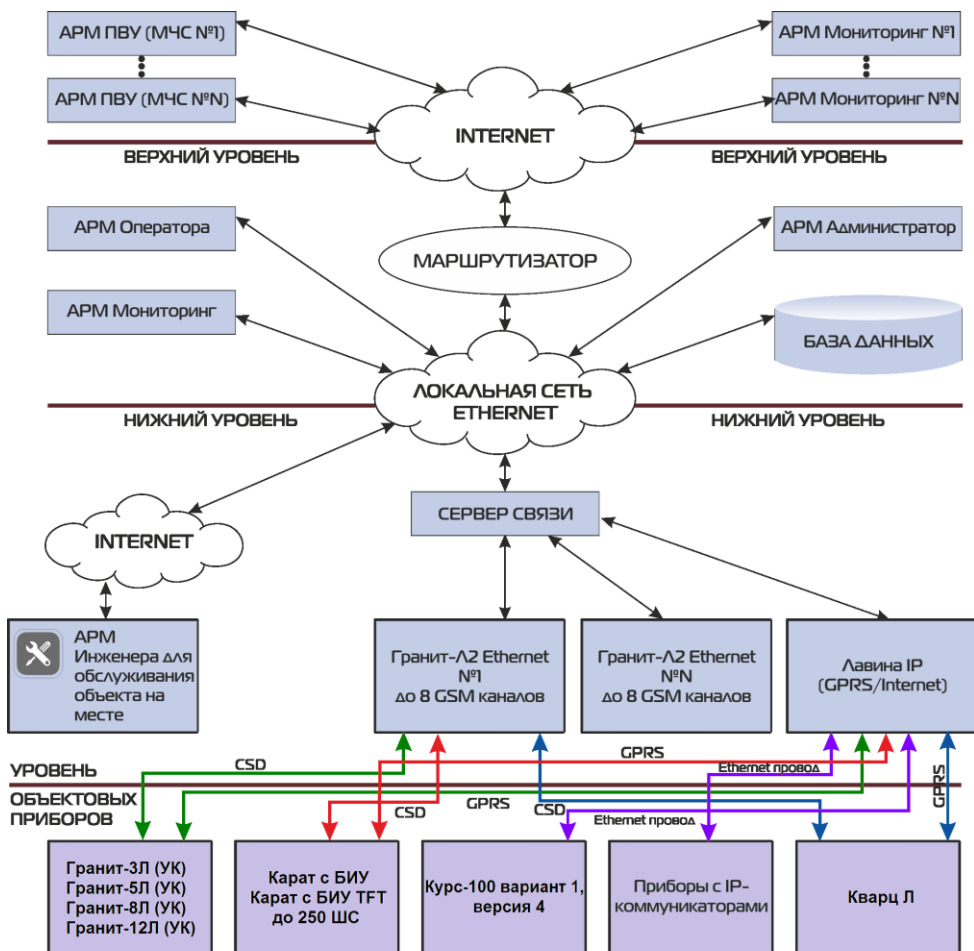 АРМ ПВУ (МЧС №1)
АРМ Мониторинг №1
АРМ ПВУ (МЧС №N)
АРМ Мониторинг №N
INTERNET
ВЕРХНИЙ УРОВЕНЬ
ВЕРХНИЙ УРОВЕНЬ
АРМ Оператора
АРМ Администратор
МАРШРУТИЗАТОР
АРМ Мониторинг
БАЗА ДАННЫХ
ЛОКАЛЬНАЯ СЕТЬ
ETHERNET
НИЖНИЙ УРОВЕНЬ
НИЖНИЙ УРОВЕНЬ
СЕРВЕР СВЯЗИ
INTERNET
АРМ
Инженера для
обслуживания
объекта на
месте
Гранит-Л2 Ethernet
№1
до 8 GSM каналов
Гранит-Л2 Ethernet
№N
до 8 GSM каналов
Лавина IP
(GPRS/Internet)
CSD
GPRS
Ethernet провод
GPRS
УРОВЕНЬ
ОБЪЕКТОВЫХ
ПРИБОРОВ
GPRS
CSD
CSD
Ethernet провод
Гранит-3Л (УК)
Гранит-5Л (УК)
Гранит-8Л (УК)
Гранит-12Л (УК)
Карат с БИУ
Карат с БИУ TFT
до 250 ШС
Курс-100 вариант 1,
версия 4
Приборы с IP-
коммуникаторами
Кварц Л